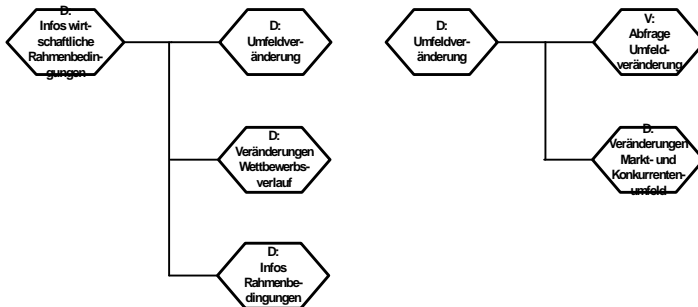 D:
Infos wirt-
schaftliche
Rahmenbedin-
gungen
D:
Umfeldver-
änderung
D:
Veränderungen
Wettbewerbs-
verlauf
D:
Infos
Rahmenbe-
dingungen
D:
Umfeldver-
änderung
V:
Abfrage
Umfeld-
veränderung
D:
Veränderungen
Markt- und
Konkurrenten-
umfeld